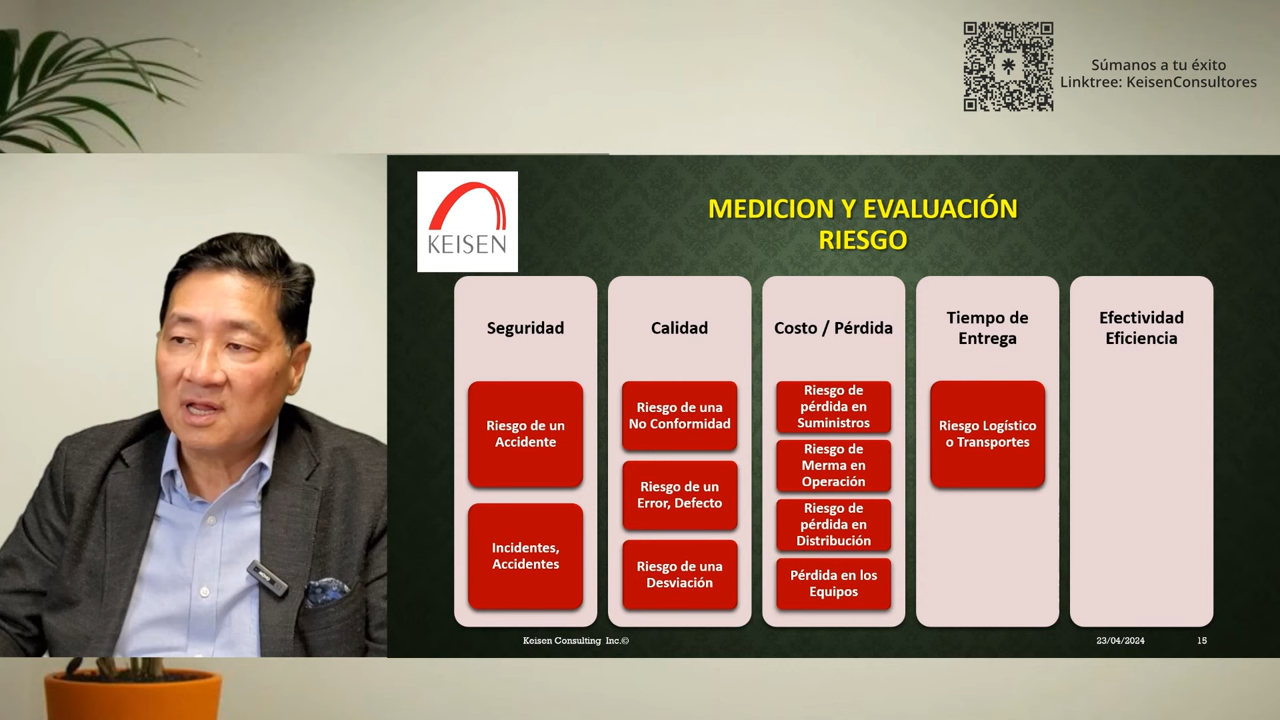 Súmanos a tu éxito
Linktree: KeisenConsultores
KEISEN
MEDICION Y EVALUACIÓN
RIESGO
Seguridad
Riesgo de un
Accidente
Incidentes,
Accidentes
Calidad
Riesgo de una
No Conformidad
Riesgo de un
Error, Defecto
Riesgo de una
Desviación
Costo / Pérdida
Riesgo de
pérdida en
Suministros
Riesgo de
Merma en
Operación
Riesgo de
pérdida en
Distribución
Pérdida en los
Equipos
Tiempo de
Entrega
Riesgo Logístico
o Transportes
Efectividad
Eficiencia
Keisen Consulting Inc.©
23/04/2024
15